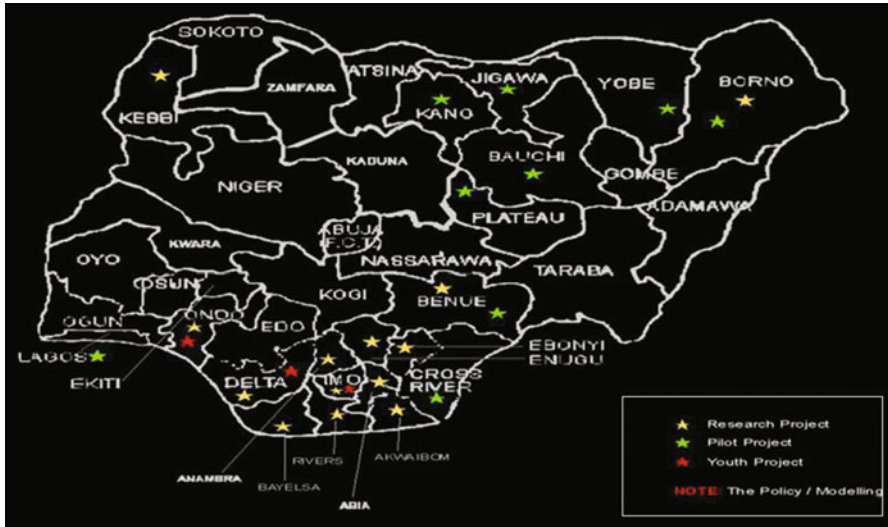 SOKOTO
ATSINA
JIGAWA
YOBE
BORNO
ZAMFARA
KEBBI
KANO
KADUNA
BAUCHI
GOMBE
NIGER
ADAMAWA
PLATEAU
ABUJA
(F.C.T)
KWARA
OYO
NASSARAWA
TARABA
OSUN
KOGI
BENUE
OGUN
ONDO
EDO
LAGOS
EBONYI
ENUGU
EKITI
DELTA
IMO
CROSS
RIVER
RIVERS
AKWAIBOM
ANAMBRA
BAYELSA
ABIA
Research Project
Pilot Project
Youth Project
NOTE: The Policy / Modelling